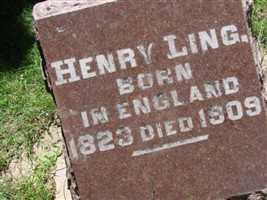 HENRY LING.
BORN
IN ENGLAND
1823 DIED 1909